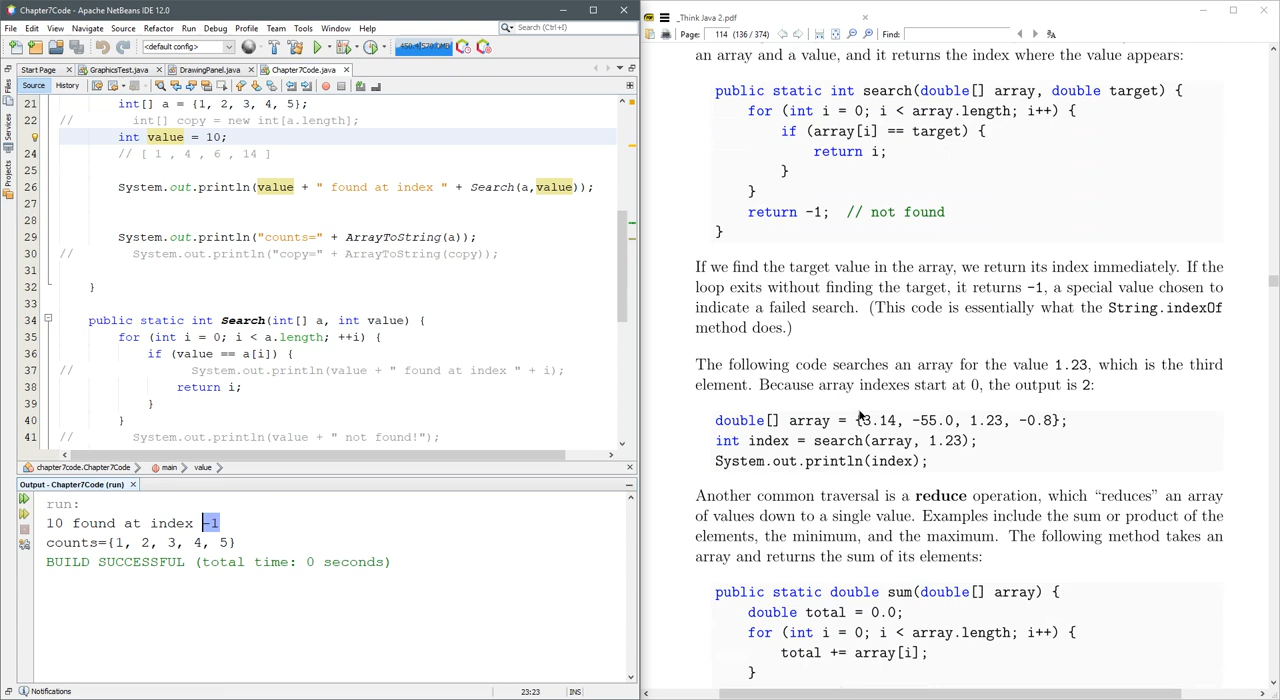 Chapter7Code - Apache NetBeans IDE 12.0
File Edit View Navigate Source Refactor Run Debug Profile Team Tools Window Help
Search (Ctrl+I)
<default config>
450.4/570.0MB
Start Page
GraphicsTest.java
DrawingPanel.java
Chapter7Code.java
Source History
Services
Projects
21 int[] a = {1, 2, 3, 4, 5};
22 // int[] copy = new int[a.length];
int value = 10;
24 // [ 1 , 4 , 6 , 14 ]
25
26 System.out.println(value + " found at index " + Search(a,value));
27
28
29 System.out.println("counts=" + ArrayToString(a));
30 // System.out.println("copy=" + ArrayToString(copy));
31
32 }
33
34 public static int Search(int[] a, int value) {
35 for (int i = 0; i < a.length; ++i) {
36 if (value == a[i]) {
37 // System.out.println(value + " found at index " + i);
38 return i;
39 }
40 }
41 // System.out.println(value + " not found!");
chapter7code.Chapter7Code main value
Output - Chapter7Code (run)
run:
10 found at index -1
counts={1, 2, 3, 4, 5}
BUILD SUCCESSFUL (total time: 0 seconds)
Notifications
23:23
INS
_Think Java 2.pdf
Page: 114 (136 / 374)
Find:
an array and a value, and it returns the index where the value appears:
public static int search(double[] array, double target) {
for (int i = 0; i < array.length; i++) {
if (array[i] == target) {
return i;
}
}
return -1; // not found
}
If we find the target value in the array, we return its index immediately. If the
loop exits without finding the target, it returns -1, a special value chosen to
indicate a failed search. (This code is essentially what the String.indexOf
method does.)
The following code searches an array for the value 1.23, which is the third
element. Because array indexes start at 0, the output is 2:
double[] array = {3.14, -55.0, 1.23, -0.8};
int index = search(array, 1.23);
System.out.println(index);
Another common traversal is a reduce operation, which “reduces” an array
of values down to a single value. Examples include the sum or product of the
elements, the minimum, and the maximum. The following method takes an
array and returns the sum of its elements:
public static double sum(double[] array) {
double total = 0.0;
for (int i = 0; i < array.length; i++) {
total += array[i];
}